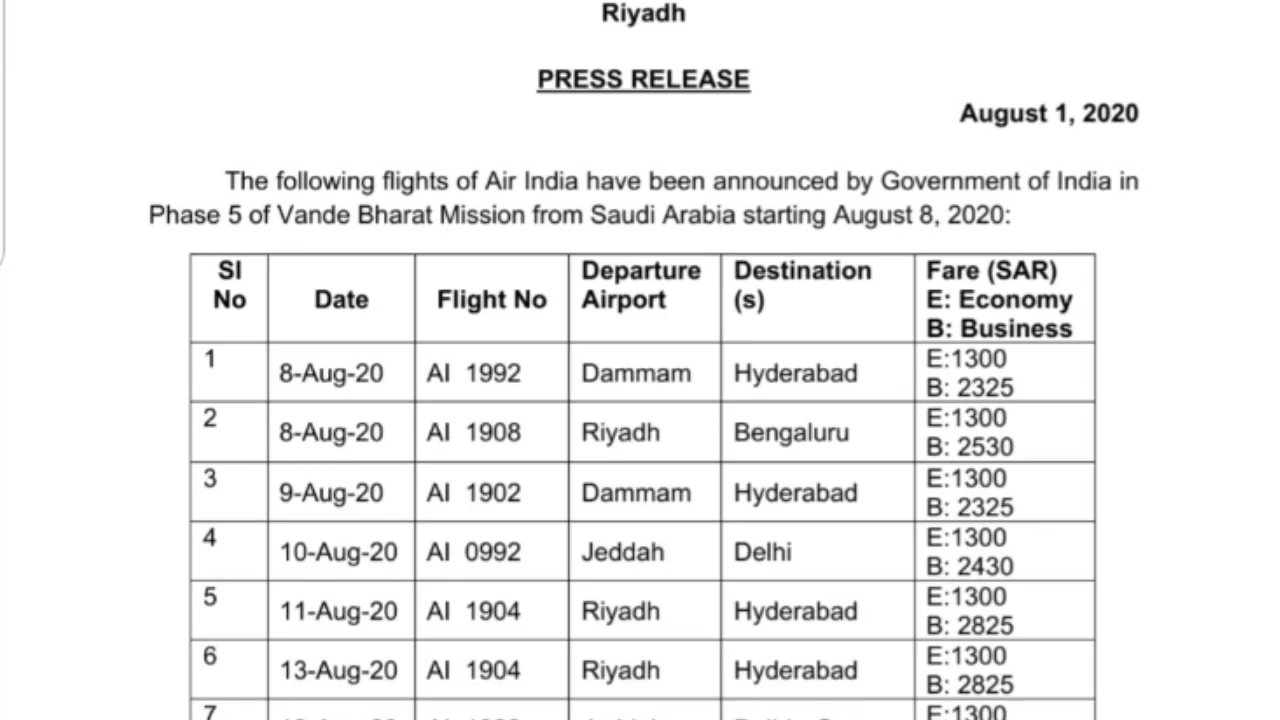 Riyadh
PRESS RELEASE
August 1, 2020
The following flights of Air India have been announced by Government of India in
Phase 5 of Vande Bharat Mission from Saudi Arabia starting August 8, 2020:
Sl No | Date | Flight No | Departure Airport | Destination (s) | Fare (SAR) E: Economy B: Business
1 | 8-Aug-20 | AI 1992 | Dammam | Hyderabad | E:1300 B: 2325
2 | 8-Aug-20 | AI 1908 | Riyadh | Bengaluru | E:1300 B: 2530
3 | 9-Aug-20 | AI 1902 | Dammam | Hyderabad | E:1300 B: 2325
4 | 10-Aug-20 | AI 0992 | Jeddah | Delhi | E:1300 B: 2430
5 | 11-Aug-20 | AI 1904 | Riyadh | Hyderabad | E:1300 B: 2825
6 | 13-Aug-20 | AI 1904 | Riyadh | Hyderabad | E:1300 B: 2825
7 | E:1300